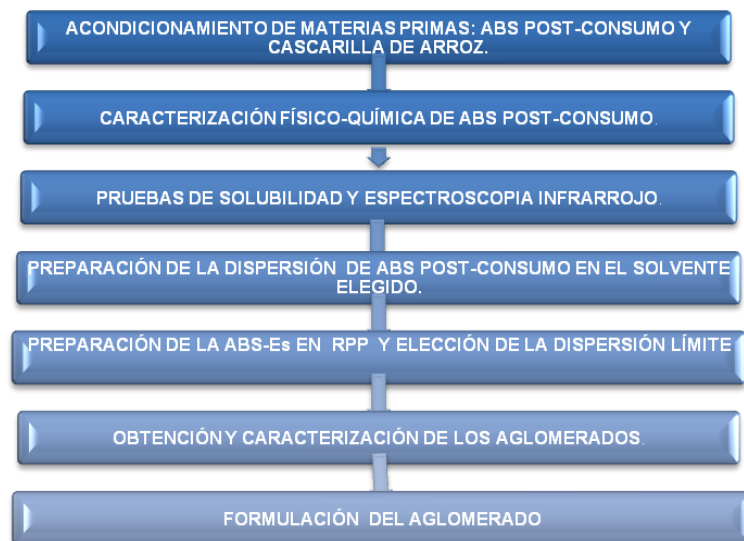 ACONDICIONAMIENTO DE MATERIAS PRIMAS: ABS POST-CONSUMO Y
CASCARILLA DE ARROZ.
CARACTERIZACIÓN FÍSICO-QUÍMICA DE ABS POST-CONSUMO.
PRUEBAS DE SOLUBILIDAD Y ESPECTROSCOPIA INFRARROJO.
PREPARACIÓN DE LA DISPERSIÓN DE ABS POST-CONSUMO EN EL SOLVENTE
ELEGIDO.
PREPARACIÓN DE LA ABS-Es EN RPP Y ELECCIÓN DE LA DISPERSIÓN LÍMITE
OBTENCIÓN Y CARACTERIZACIÓN DE LOS AGLOMERADOS.
FORMULACIÓN DEL AGLOMERADO